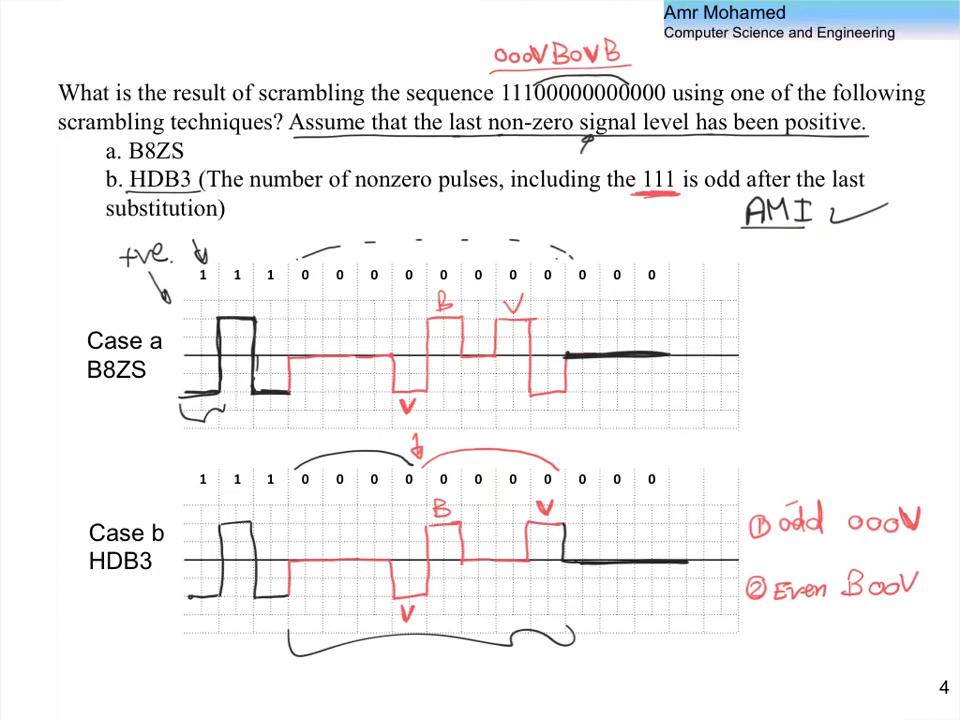 Amr Mohamed
Computer Science and Engineering
000VB0VB
What is the result of scrambling the sequence 11100000000000 using one of the following
scrambling techniques? Assume that the last non-zero signal level has been positive.
a. B8ZS
b. HDB3 (The number of nonzero pulses, including the 111 is odd after the last
substitution)
AMI
+ve.
1 1 1 0 0 0 0 0 0 0 0 0 0 0
B V
Case a
B8ZS
V
1 1 1 0 0 0 0 0 0 0 0 0 0 0
B V
Case b
HDB3
V
① odd 000V
② Even B00V
4